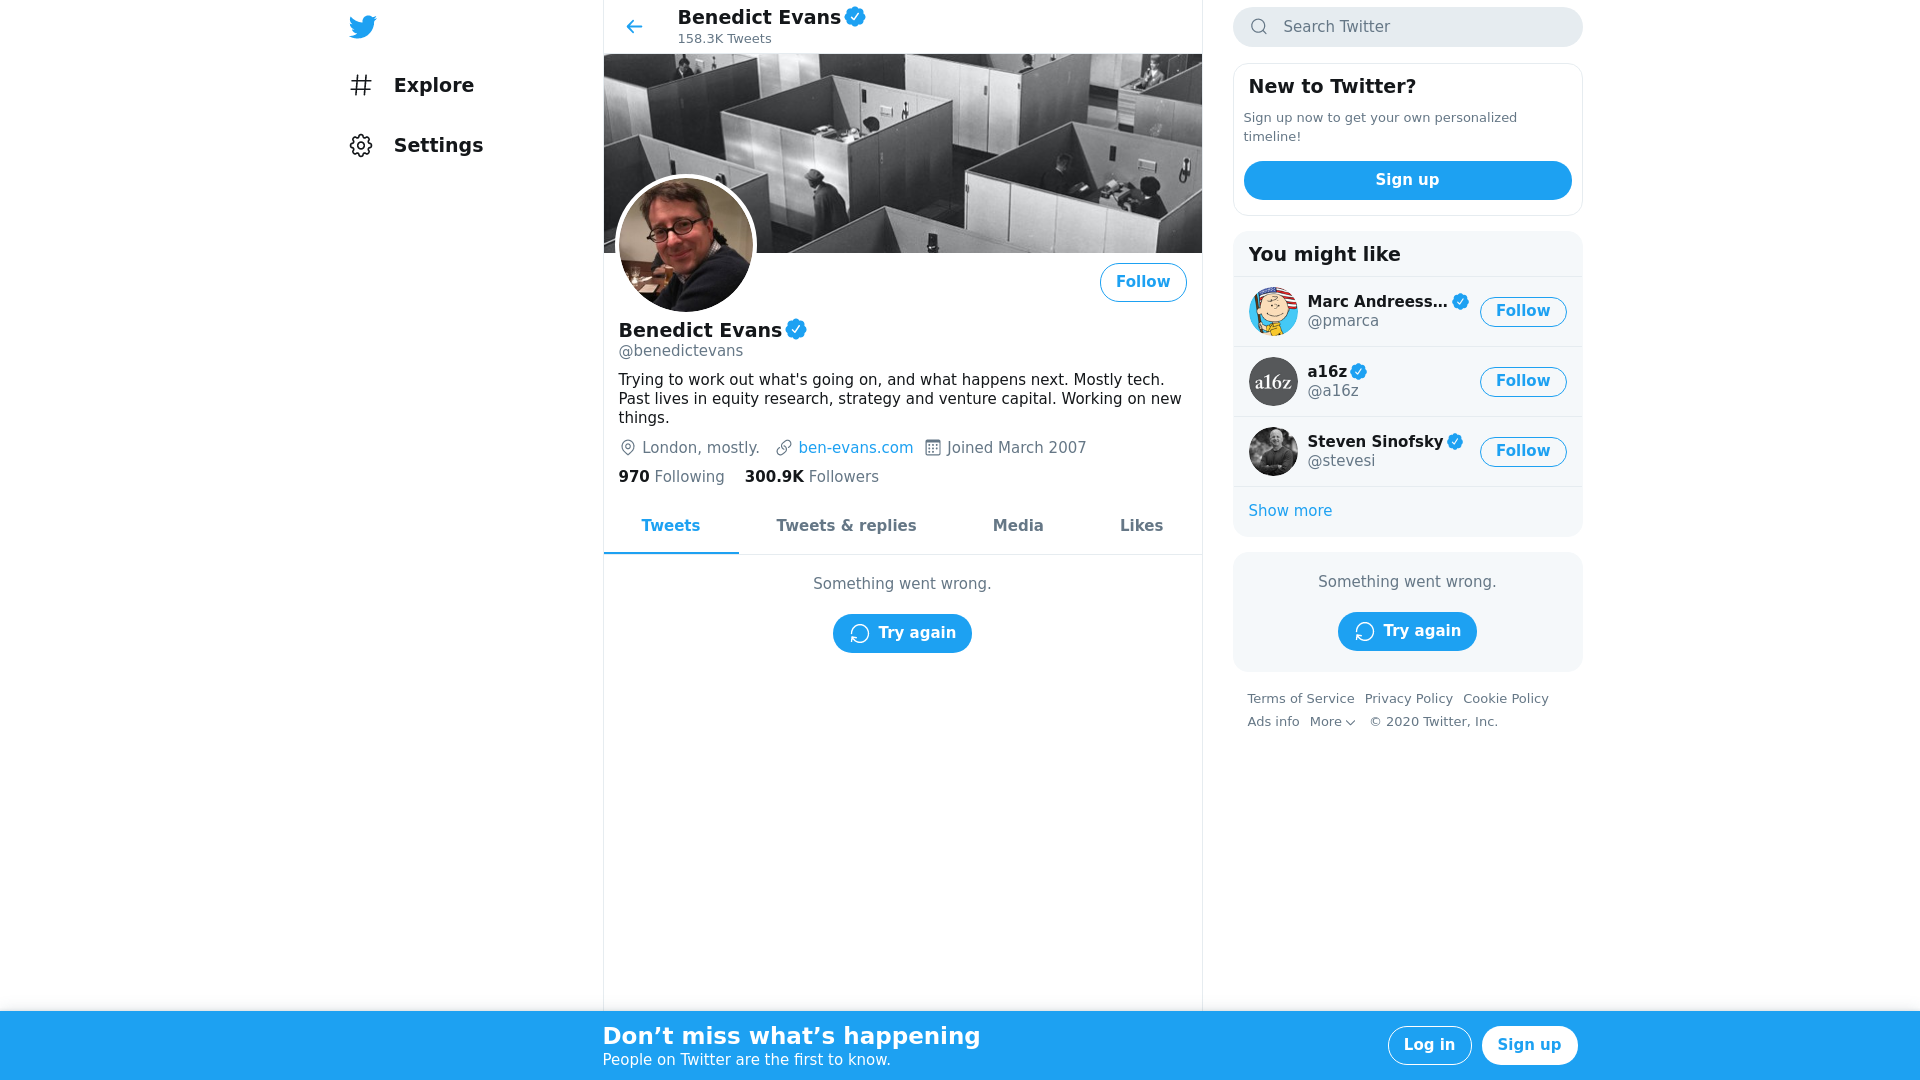 Explore
Settings
Benedict Evans
158.3K Tweets
Follow
Benedict Evans
@benedictevans
Trying to work out what's going on, and what happens next. Mostly tech.
Past lives in equity research, strategy and venture capital. Working on new
things.
London, mostly. ben-evans.com Joined March 2007
970 Following 300.9K Followers
Tweets Tweets & replies Media Likes
Something went wrong.
Try again
Search Twitter
New to Twitter?
Sign up now to get your own personalized
timeline!
Sign up
You might like
Marc Andreess...
@pmarca
Follow
a16z
a16z
@a16z
Follow
Steven Sinofsky
@stevesi
Follow
Show more
Something went wrong.
Try again
Terms of Service Privacy Policy Cookie Policy
Ads info More © 2020 Twitter, Inc.
Don’t miss what’s happening
People on Twitter are the first to know.
Log in Sign up